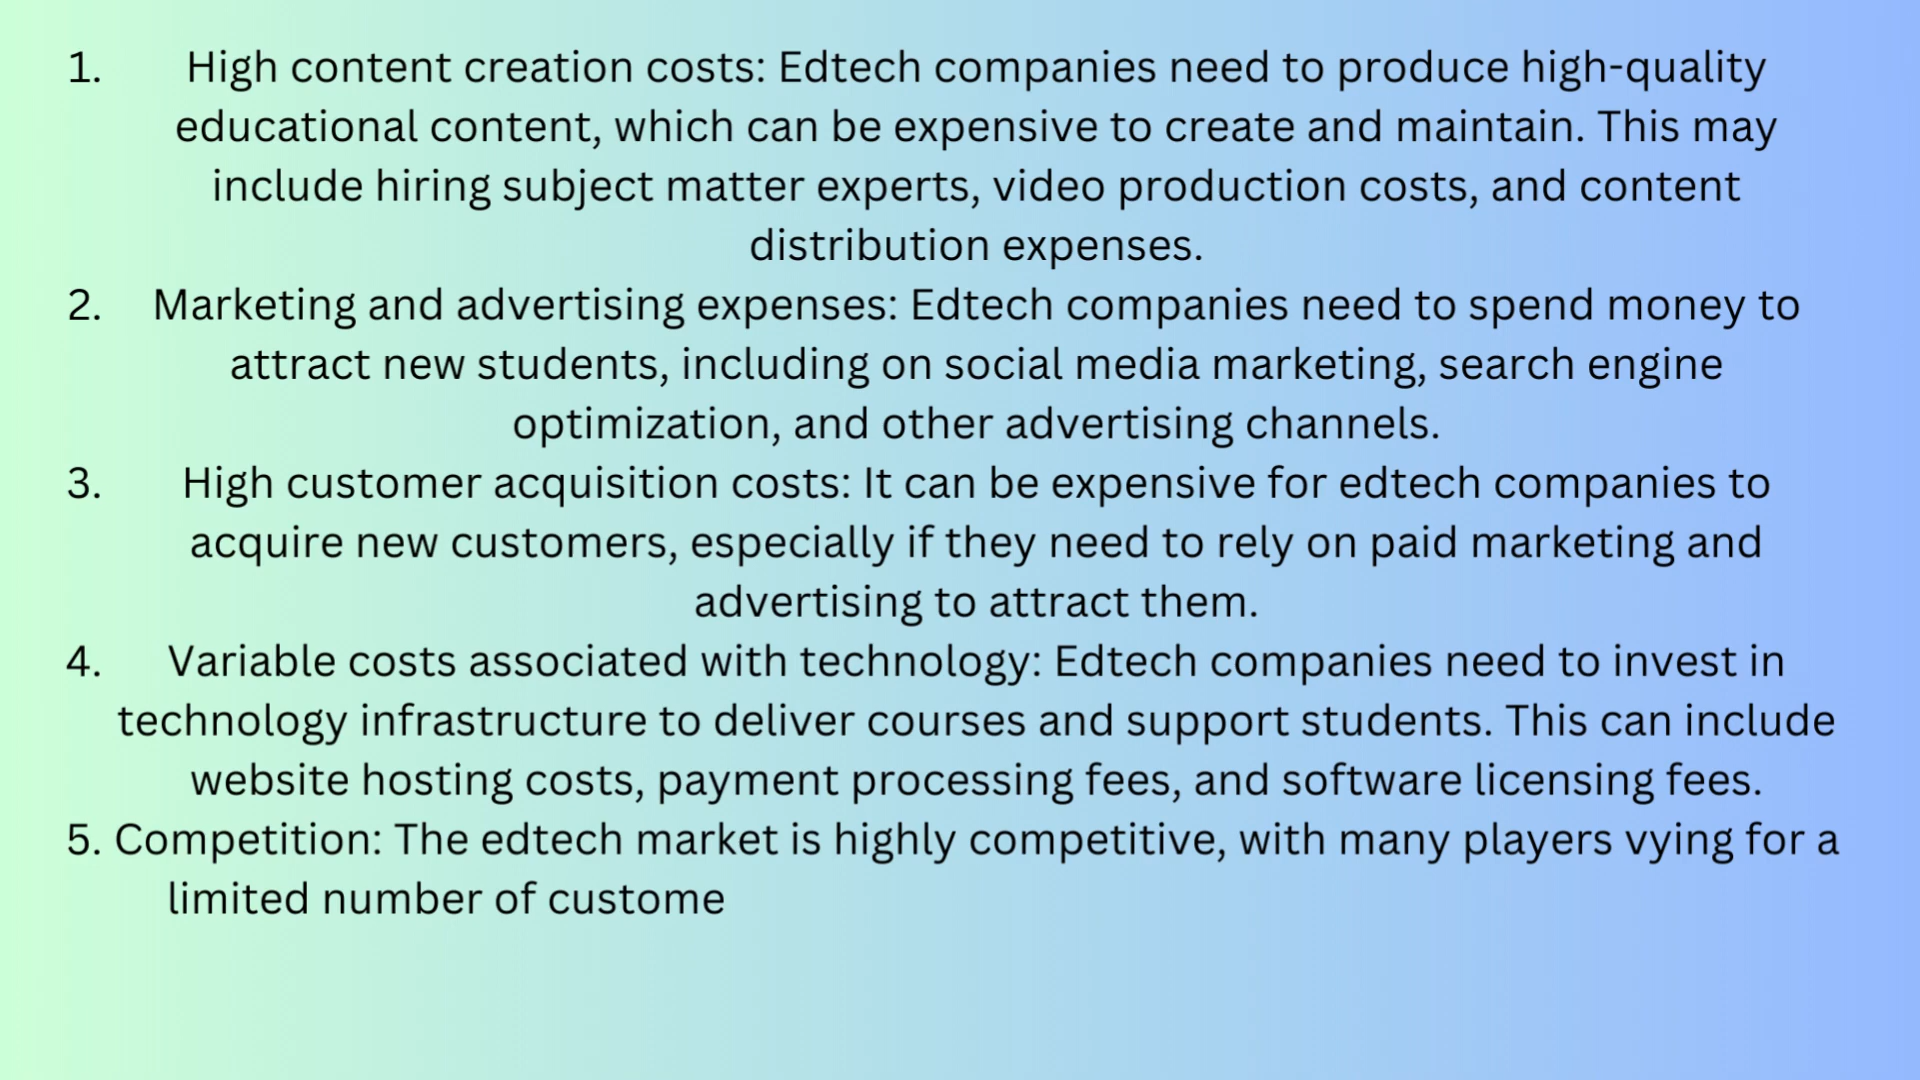 1. High content creation costs: Edtech companies need to produce high-quality
educational content, which can be expensive to create and maintain. This may
include hiring subject matter experts, video production costs, and content
distribution expenses.
2. Marketing and advertising expenses: Edtech companies need to spend money to
attract new students, including on social media marketing, search engine
optimization, and other advertising channels.
3. High customer acquisition costs: It can be expensive for edtech companies to
acquire new customers, especially if they need to rely on paid marketing and
advertising to attract them.
4. Variable costs associated with technology: Edtech companies need to invest in
technology infrastructure to deliver courses and support students. This can include
website hosting costs, payment processing fees, and software licensing fees.
5. Competition: The edtech market is highly competitive, with many players vying for a
limited number of custome